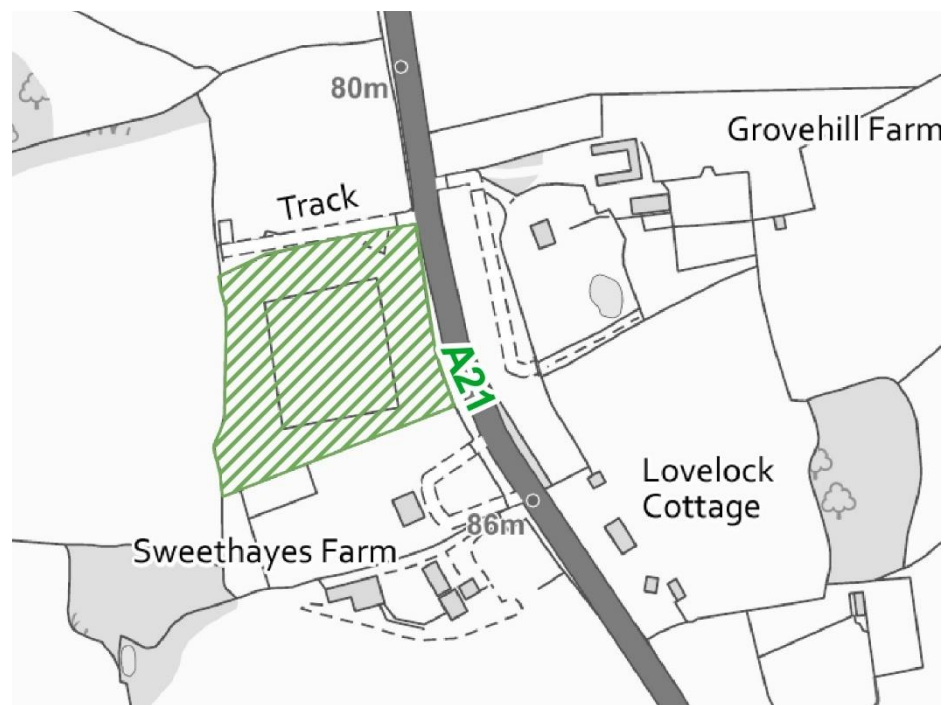 80m
Grovehill Farm
Track
A21
Lovelock
Cottage
86m
Sweethayes Farm